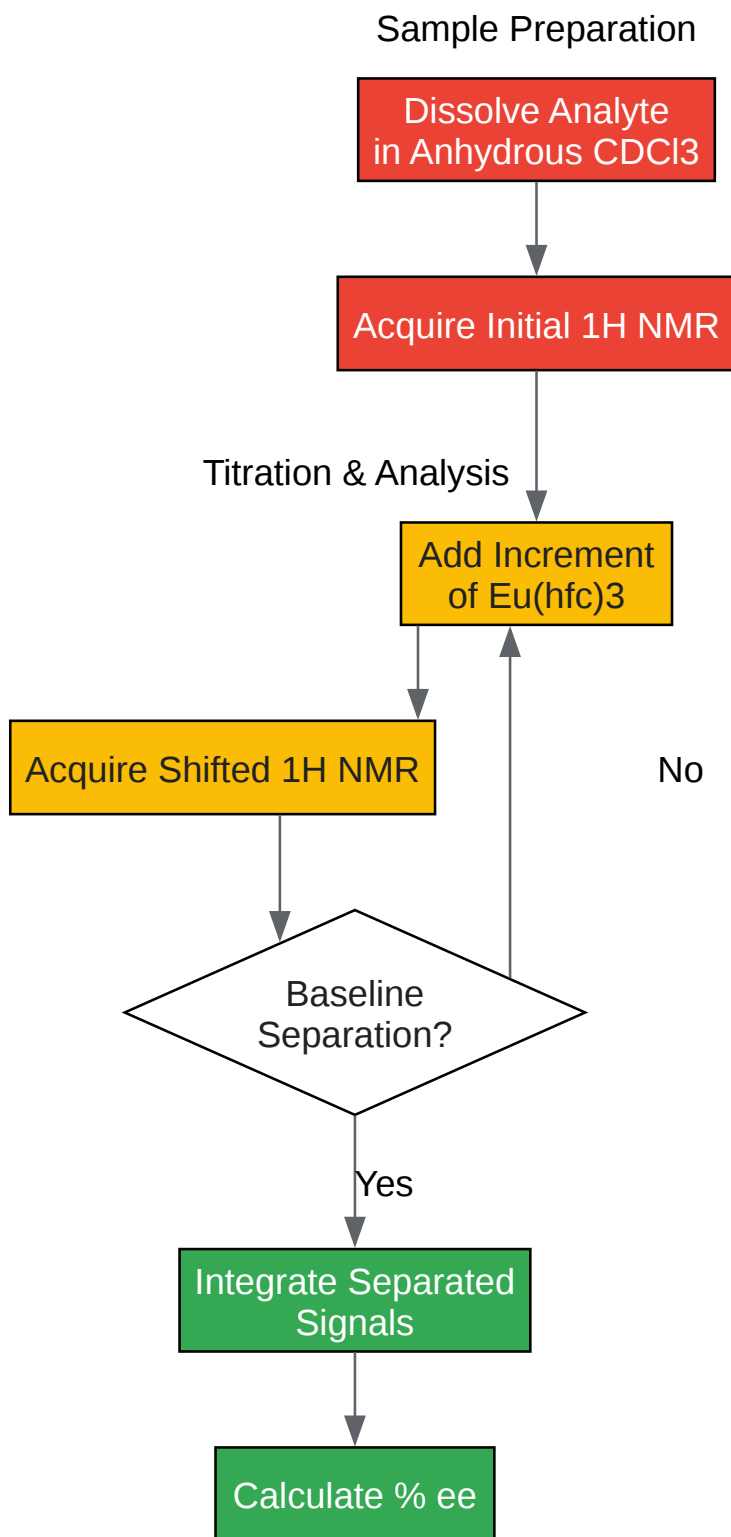 Sample Preparation
Dissolve Analyte
in Anhydrous CDCl3
Acquire Initial 1H NMR
Titration & Analysis
Add Increment
of Eu(hfc)3
Acquire Shifted 1H NMR
No
Baseline
Separation?
Yes
Integrate Separated
Signals
Calculate % ee